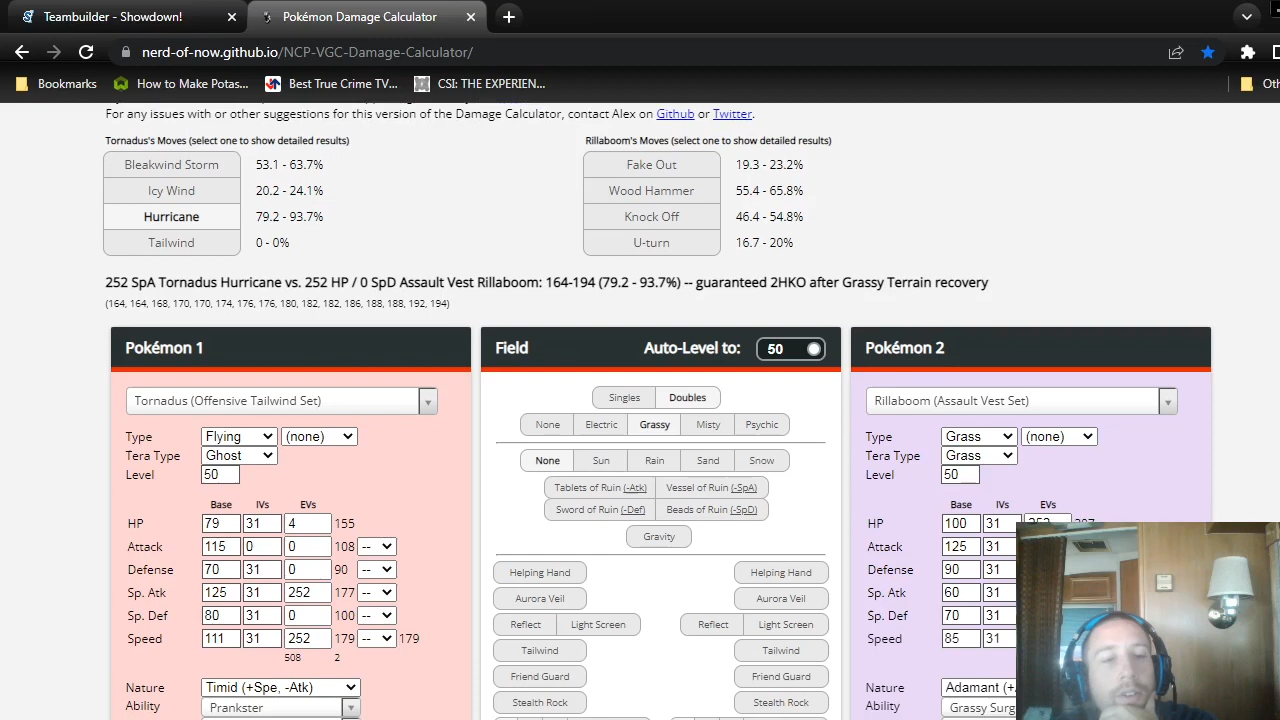 Teambuilder - Showdown!
Pokémon Damage Calculator
nerd-of-now.github.io/NCP-VGC-Damage-Calculator/
Bookmarks
How to Make Potas...
Best True Crime TV...
CSI: THE EXPERIEN...
Oth
For any issues with or other suggestions for this version of the Damage Calculator, contact Alex on Github or Twitter.
Tornadus's Moves (select one to show detailed results)
Bleakwind Storm 53.1 - 63.7%
Icy Wind 20.2 - 24.1%
Hurricane 79.2 - 93.7%
Tailwind 0 - 0%
Rillaboom's Moves (select one to show detailed results)
Fake Out 19.3 - 23.2%
Wood Hammer 55.4 - 65.8%
Knock Off 46.4 - 54.8%
U-turn 16.7 - 20%
252 SpA Tornadus Hurricane vs. 252 HP / 0 SpD Assault Vest Rillaboom: 164-194 (79.2 - 93.7%) -- guaranteed 2HKO after Grassy Terrain recovery
(164, 164, 168, 170, 170, 174, 176, 176, 180, 182, 182, 186, 188, 188, 192, 194)
Pokémon 1
Tornadus (Offensive Tailwind Set)
Type Flying (none)
Tera Type Ghost
Level 50
Base IVs EVs
HP 79 31 4 155
Attack 115 0 0 108 --
Defense 70 31 0 90 --
Sp. Atk 125 31 252 177 --
Sp. Def 80 31 0 100 --
Speed 111 31 252 179 -- 179
508 2
Nature Timid (+Spe, -Atk)
Ability Prankster
Field Auto-Level to: 50
Singles Doubles
None Electric Grassy Misty Psychic
None Sun Rain Sand Snow
Tablets of Ruin (-Atk) Vessel of Ruin (-SpA)
Sword of Ruin (-Def) Beads of Ruin (-SpD)
Gravity
Helping Hand Helping Hand
Aurora Veil Aurora Veil
Reflect Light Screen Reflect Light Screen
Tailwind Tailwind
Friend Guard Friend Guard
Stealth Rock Stealth Rock
Pokémon 2
Rillaboom (Assault Vest Set)
Type Grass (none)
Tera Type Grass
Level 50
Base IVs EVs
HP 100 31
Attack 125 31
Defense 90 31
Sp. Atk 60 31
Sp. Def 70 31
Speed 85 31
Nature Adamant (+
Ability Grassy Surg